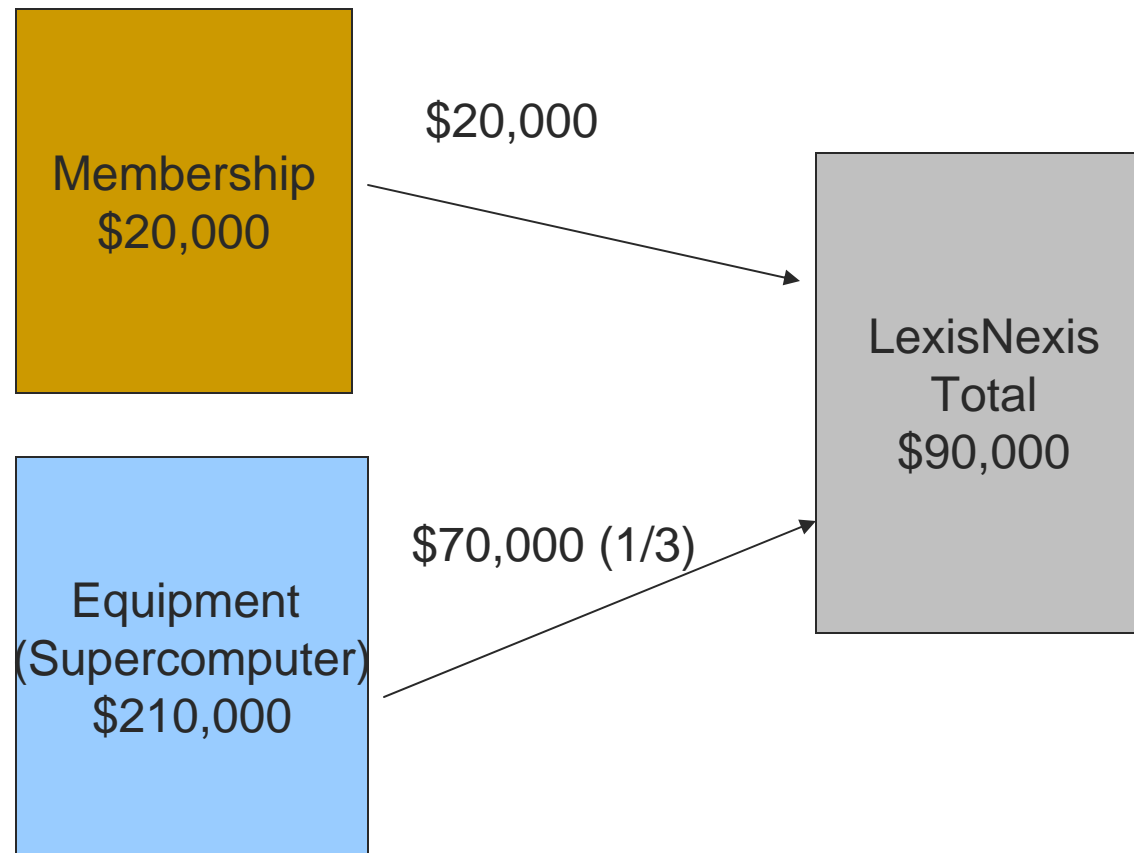 Membership
$20,000
$20,000
LexisNexis
Total
$90,000
$70,000 (1/3)
Equipment
(Supercomputer)
$210,000